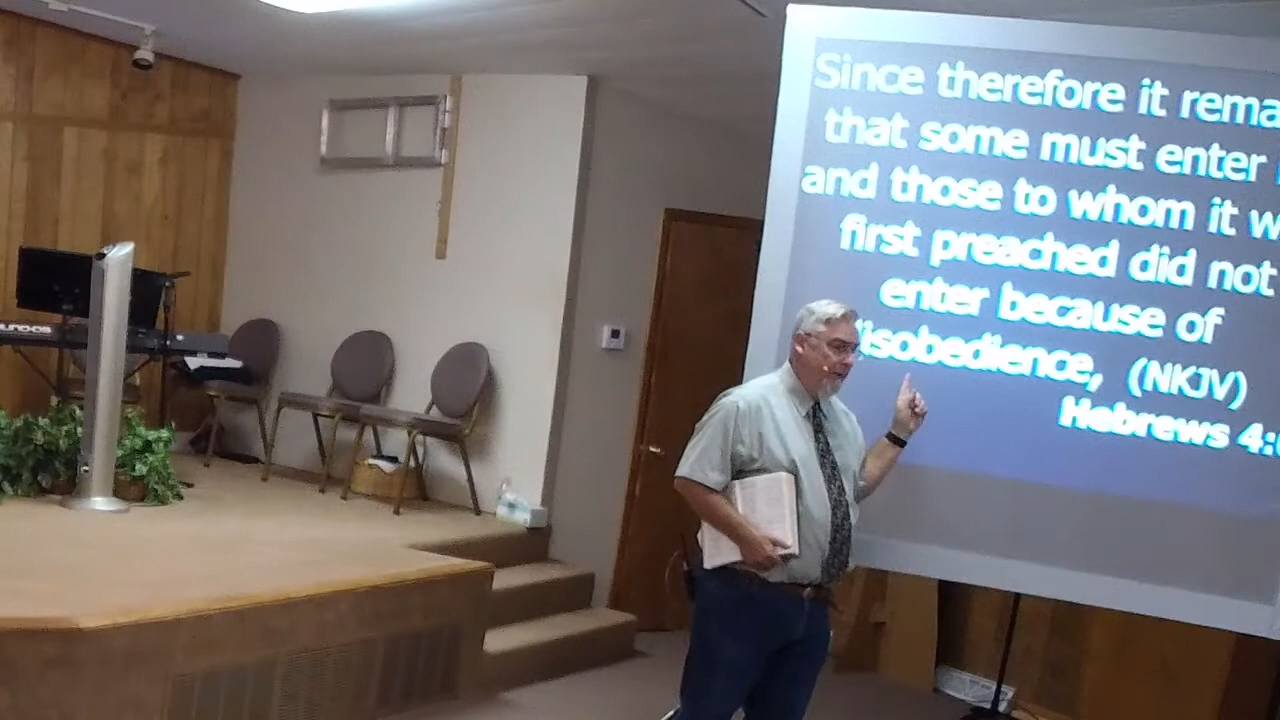 Since therefore it rema
that some must enter
and those to whom it w
first preached did not
enter because of
disobedience, (NKJV)
Hebrews 4: